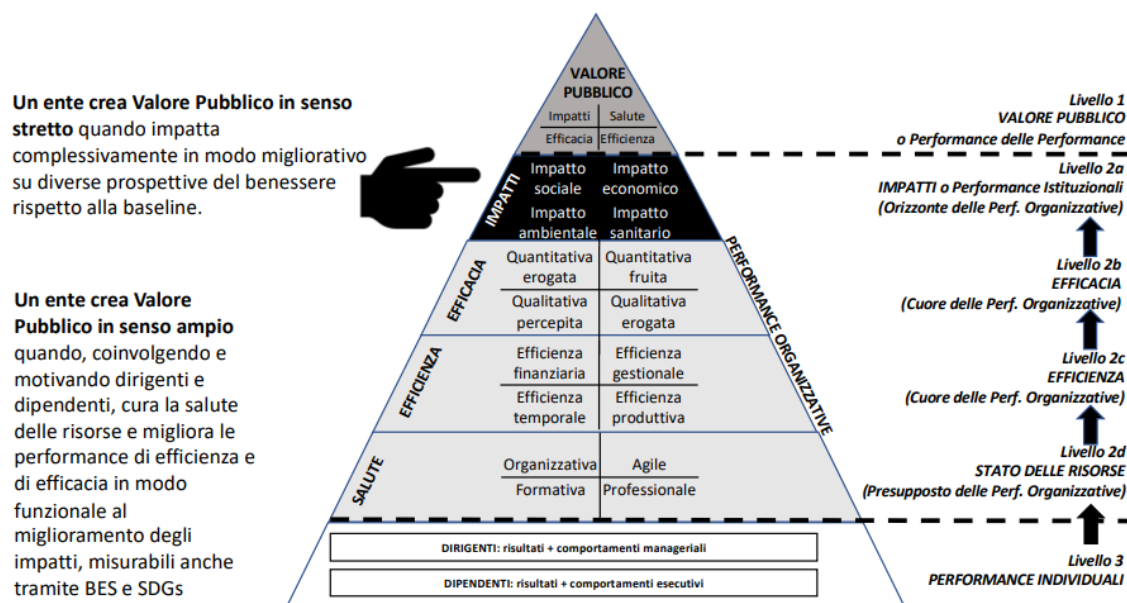 Un ente crea Valore Pubblico in senso
stretto quando impatta
complessivamente in modo migliorativo
su diverse prospettive del benessere
rispetto alla baseline.
Un ente crea Valore
Pubblico in senso ampio
quando, coinvolgendo e
motivando dirigenti e
dipendenti, cura la salute
delle risorse e migliora le
performance di efficienza e
di efficacia in modo
funzionale al
miglioramento degli
impatti, misurabili anche
tramite BES e SDGs
VALORE
PUBBLICO
Impatti Salute
Efficacia Efficienza
IMPATTI
Impatto
sociale
Impatto
economico
Impatto
ambientale
Impatto
sanitario
EFFICACIA
Quantitativa
erogata
Quantitativa
fruita
Qualitativa
percepita
Qualitativa
erogata
EFFICIENZA
Efficienza
finanziaria
Efficienza
gestionale
Efficienza
temporale
Efficienza
produttiva
SALUTE
Organizzativa Agile
Formativa Professionale
PERFORMANCE ORGANIZZATIVE
DIRIGENTI: risultati + comportamenti manageriali
DIPENDENTI: risultati + comportamenti esecutivi
Livello 1
VALORE PUBBLICO
o Performance delle Performance
Livello 2a
IMPATTI o Performance Istituzionali
(Orizzonte delle Perf. Organizzative)
Livello 2b
EFFICACIA
(Cuore delle Perf. Organizzative)
Livello 2c
EFFICIENZA
(Cuore delle Perf. Organizzative)
Livello 2d
STATO DELLE RISORSE
(Presupposto delle Perf. Organizzative)
Livello 3
PERFORMANCE INDIVIDUALI